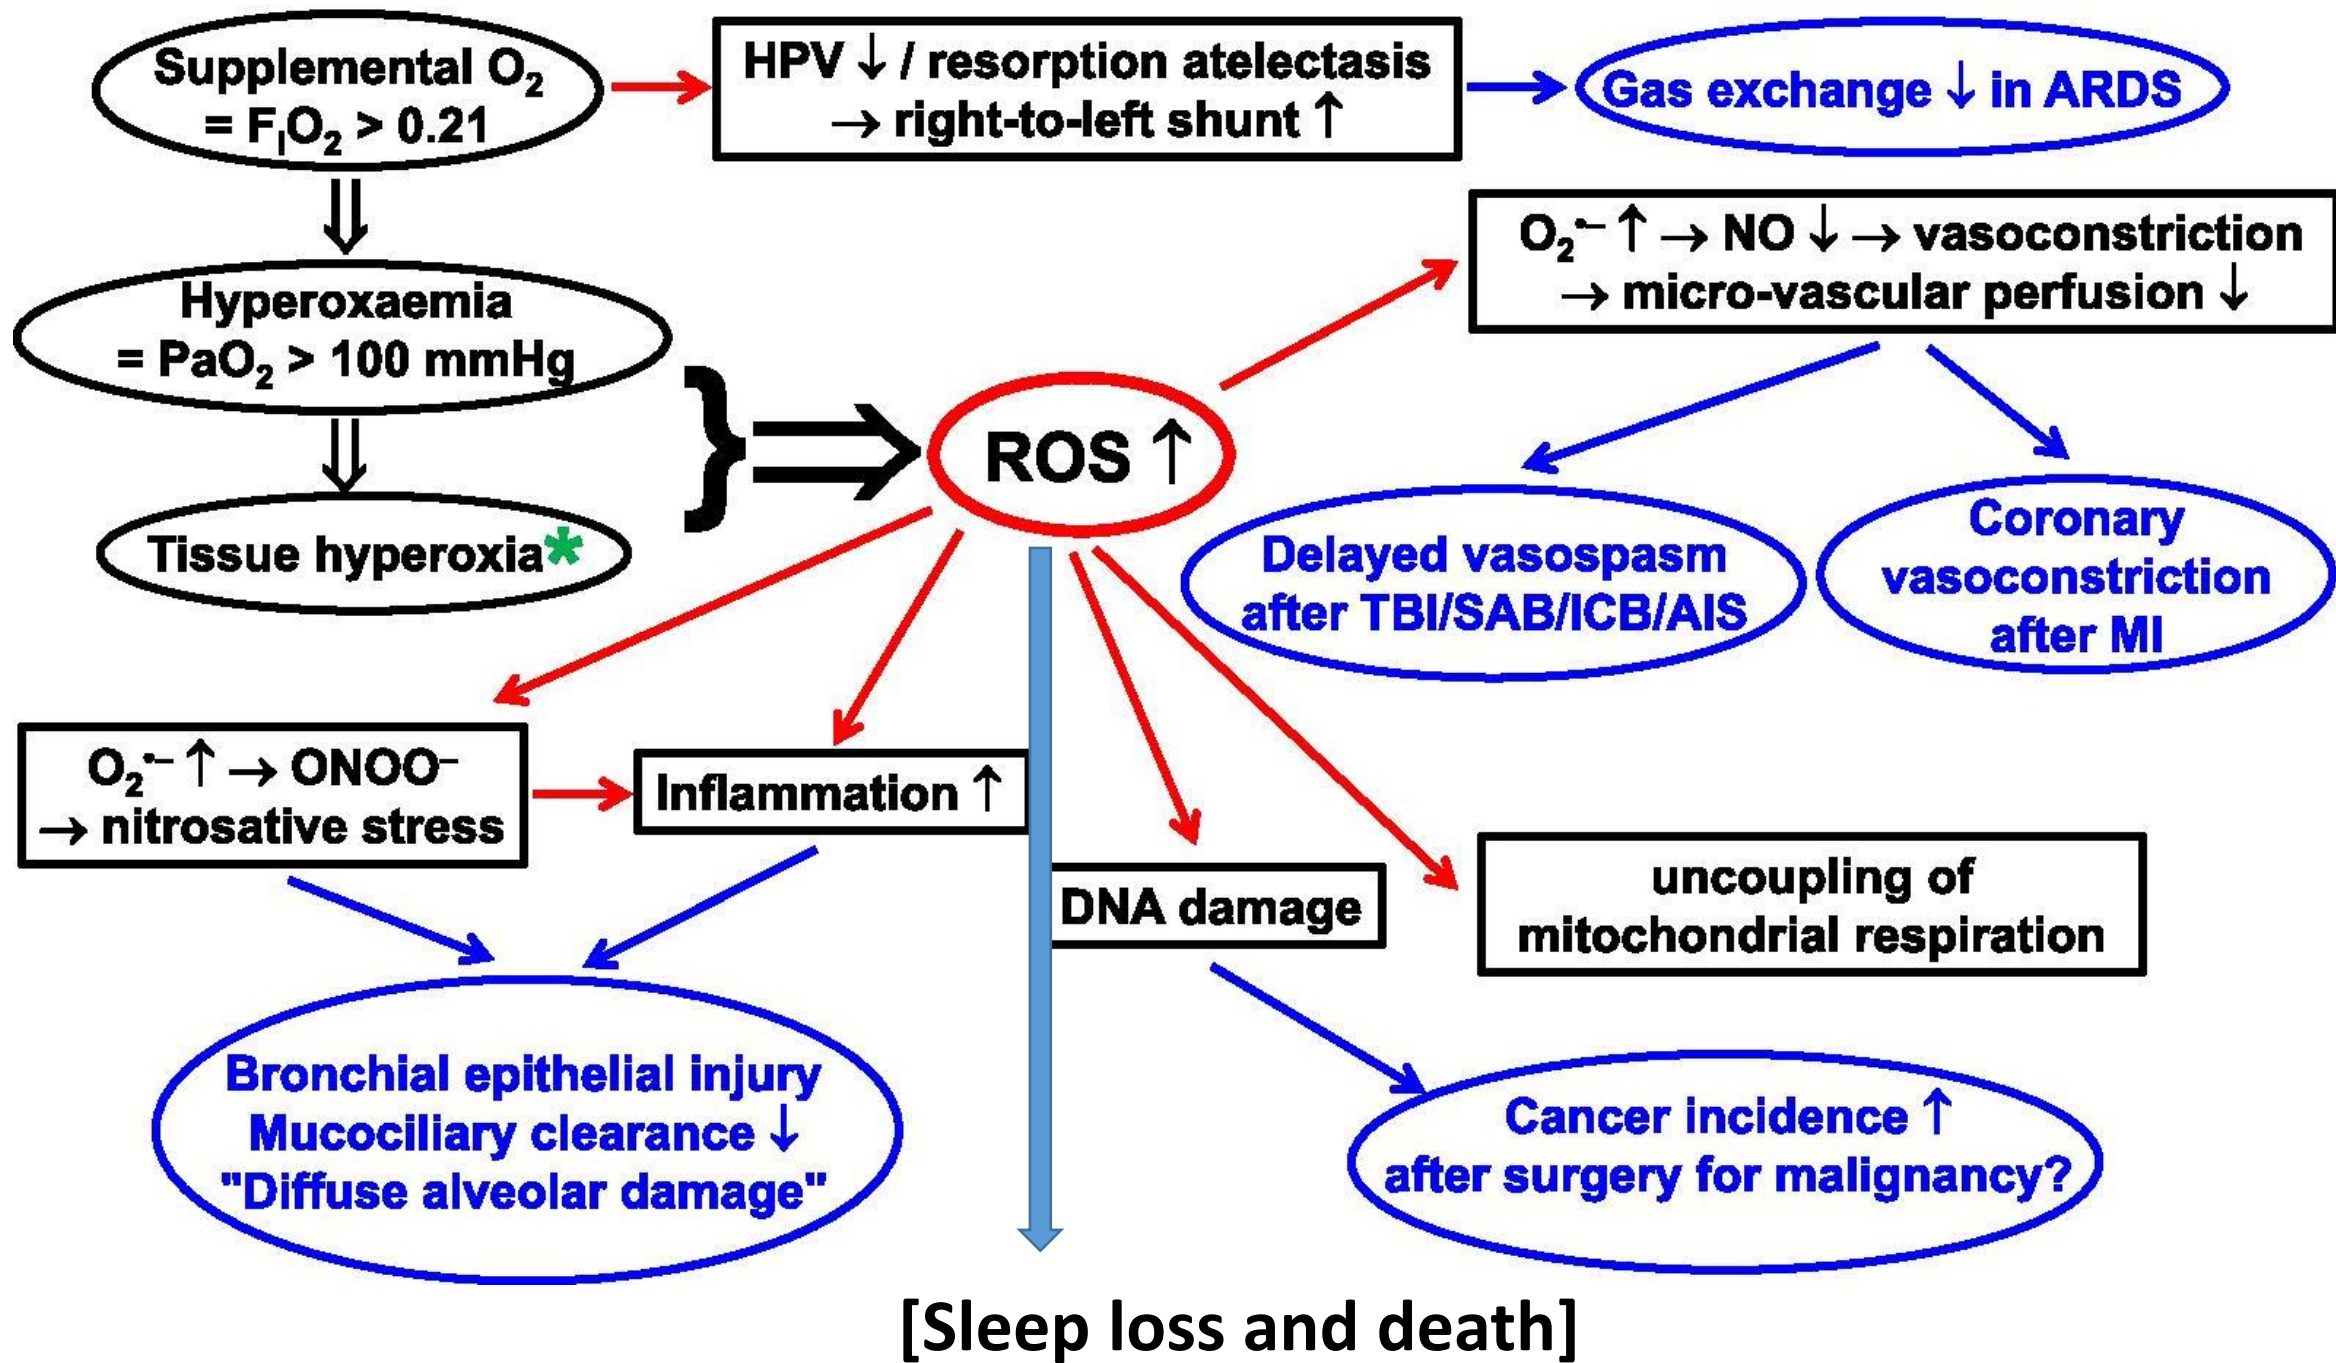 Supplemental O₂
= FIO₂ > 0.21
HPV ↓ / resorption atelectasis
→ right-to-left shunt ↑
Gas exchange ↓ in ARDS
Hyperoxaemia
= PaO₂ > 100 mmHg
O₂•– ↑ → NO ↓ → vasoconstriction
→ micro-vascular perfusion ↓
ROS ↑
Tissue hyperoxia*
Delayed vasospasm
after TBI/SAB/ICB/AIS
Coronary
vasoconstriction
after MI
O₂•– ↑ → ONOO–
→ nitrosative stress
Inflammation ↑
DNA damage
uncoupling of
mitochondrial respiration
Bronchial epithelial injury
Mucociliary clearance ↓
"Diffuse alveolar damage"
Cancer incidence ↑
after surgery for malignancy?
[Sleep loss and death]